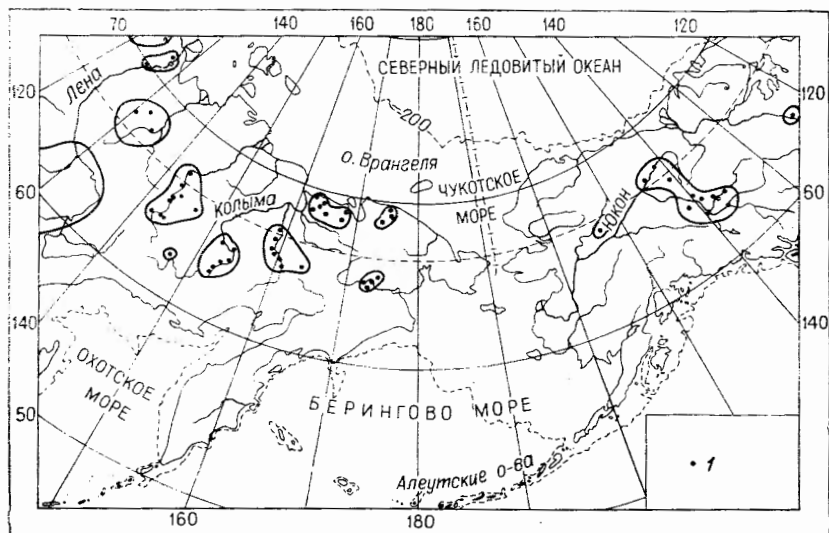 70 140 160 180 160 140 120
СЕВЕРНЫЙ ЛЕДОВИТЫЙ ОКЕАН
Лена
120 120
-200
о. Врангеля
ЧУКОТСКОЕ
МОРЕ
60 60
Колыма
Юкон
140 140
ОХОТСКОЕ
МОРЕ
БЕРИНГОВО МОРЕ
50
Алеутские о-ва
1
160 180